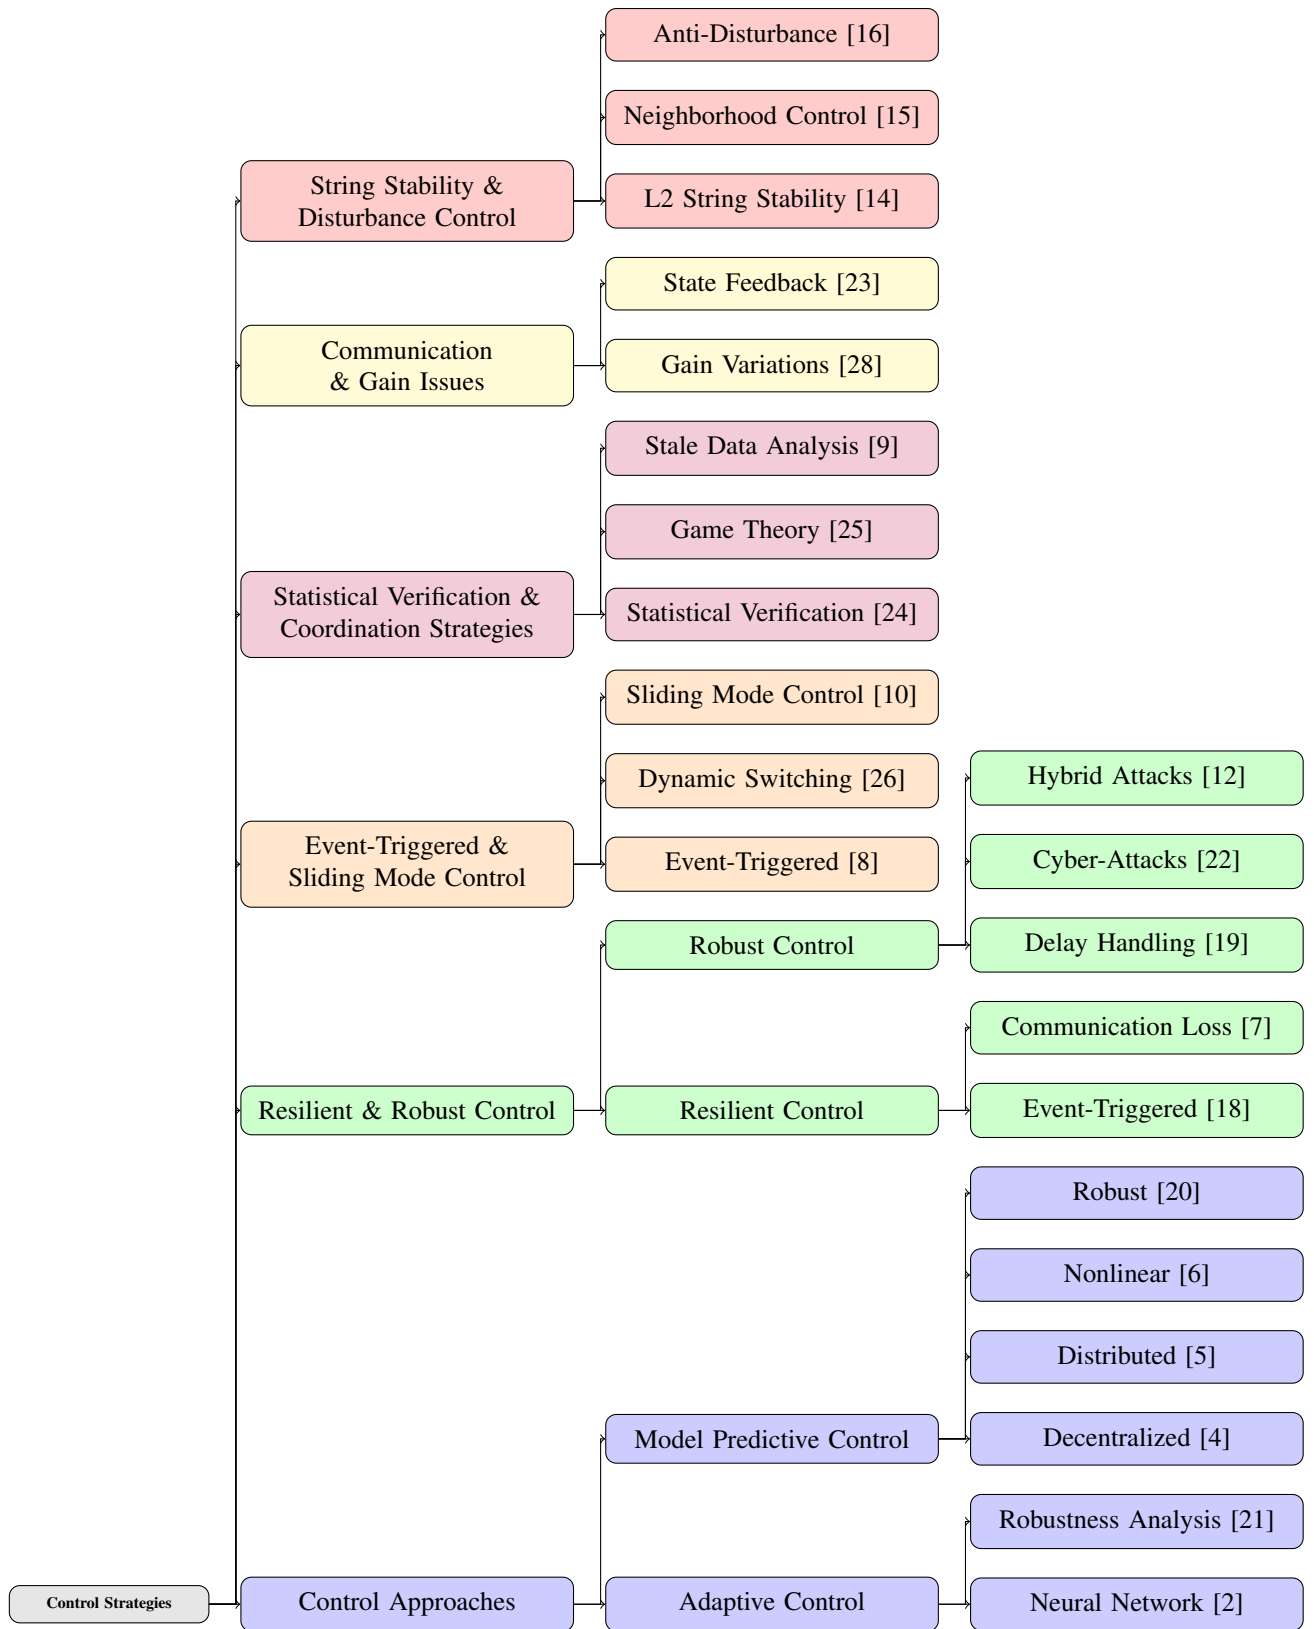 Anti-Disturbance [16]
Neighborhood Control [15]
String Stability &
Disturbance Control
L2 String Stability [14]
State Feedback [23]
Communication
& Gain Issues
Gain Variations [28]
Stale Data Analysis [9]
Game Theory [25]
Statistical Verification &
Coordination Strategies
Statistical Verification [24]
Sliding Mode Control [10]
Dynamic Switching [26]
Hybrid Attacks [12]
Event-Triggered &
Sliding Mode Control
Event-Triggered [8]
Cyber-Attacks [22]
Robust Control
Delay Handling [19]
Communication Loss [7]
Resilient & Robust Control
Resilient Control
Event-Triggered [18]
Robust [20]
Nonlinear [6]
Distributed [5]
Model Predictive Control
Decentralized [4]
Robustness Analysis [21]
Control Strategies
Control Approaches
Adaptive Control
Neural Network [2]